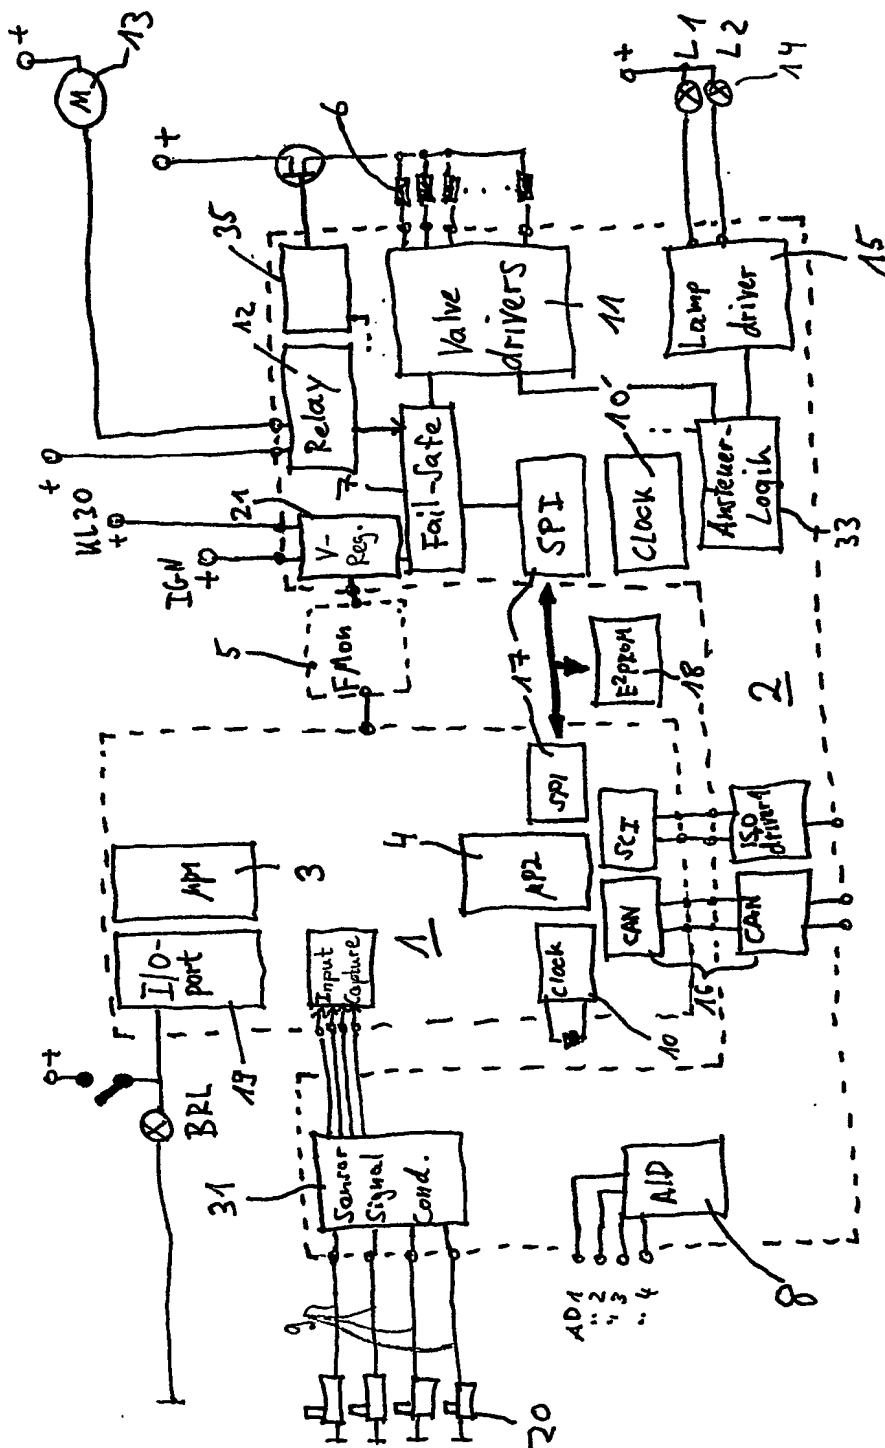 +
M
13
+
6
35
12
Relay
+
KL30
+
IGN
+
21
V-
Reg.
7
Fail-Safe
Valve
drivers
11
+
L1
L2
14
Lamp
driver
15
10'
Clock
Ansteuer-
Logik
33
SPI
17
E²PROM
18
5
IFMon
2
1
µP1
3
I/O-
port
19
+
BRL
Input
Capture
4
µP2
SPI
SCI
CAN
Clock
10
ISO
driver
CAN
16
31
Sensor
Signal
Cond.
9
20
AD1
.. 2
.. 3
.. 4
A/D
8